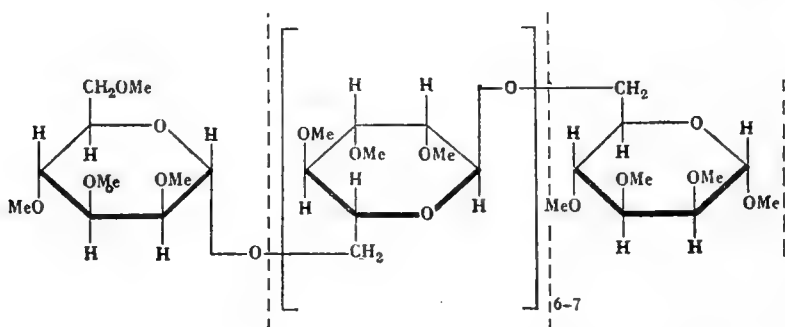 H H O CH₂
CH₂OMe
H O H O H
OMe
H OMe OMe H
OMe OMe H OMe OMe
MeO H O H MeO OMe
H H O CH₂ H H
6-7